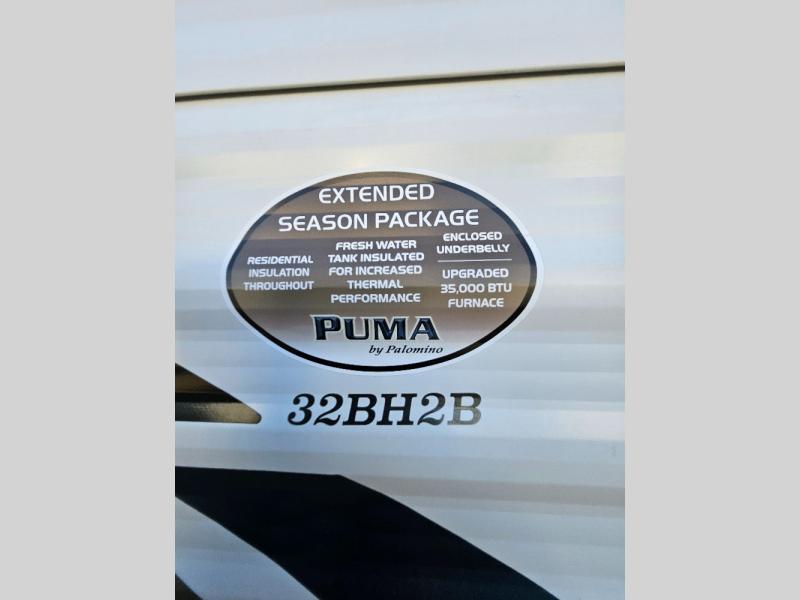 EXTENDED
SEASON PACKAGE
RESIDENTIAL
INSULATION
THROUGHOUT
FRESH WATER
TANK INSULATED
FOR INCREASED
THERMAL
PERFORMANCE
ENCLOSED
UNDERBELLY
UPGRADED
35,000 BTU
FURNACE
PUMA
by Palomino
32BH2B